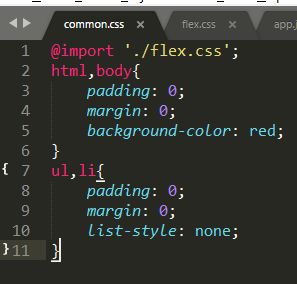 common.css × flex.css × app.j
1 @import './flex.css';
2 html,body{
3 padding: 0;
4 margin: 0;
5 background-color: red;
6 }
{ 7 ul,li{
8 padding: 0;
9 margin: 0;
10 list-style: none;
} 11 }